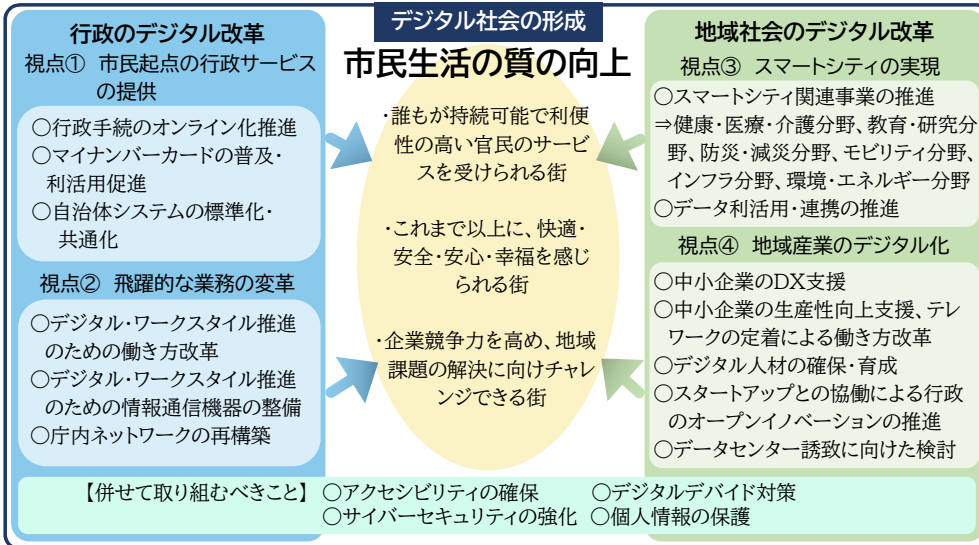 デジタル社会の形成
市民生活の質の向上
行政のデジタル改革
視点① 市民起点の行政サービス
の提供
○行政手続のオンライン化推進
○マイナンバーカードの普及・
利活用促進
○自治体システムの標準化・
共通化
視点② 飛躍的な業務の変革
○デジタル・ワークスタイル推進
のための働き方改革
○デジタル・ワークスタイル推進
のための情報通信機器の整備
○庁内ネットワークの再構築
・誰もが持続可能で利便
性の高い官民のサービ
スを受けられる街
・これまで以上に、快適・
安全・安心・幸福を感じ
られる街
・企業競争力を高め、地域
課題の解決に向けチャレ
ンジできる街
地域社会のデジタル改革
視点③ スマートシティの実現
○スマートシティ関連事業の推進
⇒健康・医療・介護分野、教育・研究分
野、防災・減災分野、モビリティ分野、
インフラ分野、環境・エネルギー分野
○データ利活用・連携の推進
視点④ 地域産業のデジタル化
○中小企業のDX支援
○中小企業の生産性向上支援、テレ
ワークの定着による働き方改革
○デジタル人材の確保・育成
○スタートアップとの協働による行政
のオープンイノベーションの推進
○データセンター誘致に向けた検討
【併せて取り組むべきこと】 ○アクセシビリティの確保 ○デジタルデバイド対策
○サイバーセキュリティの強化 ○個人情報の保護